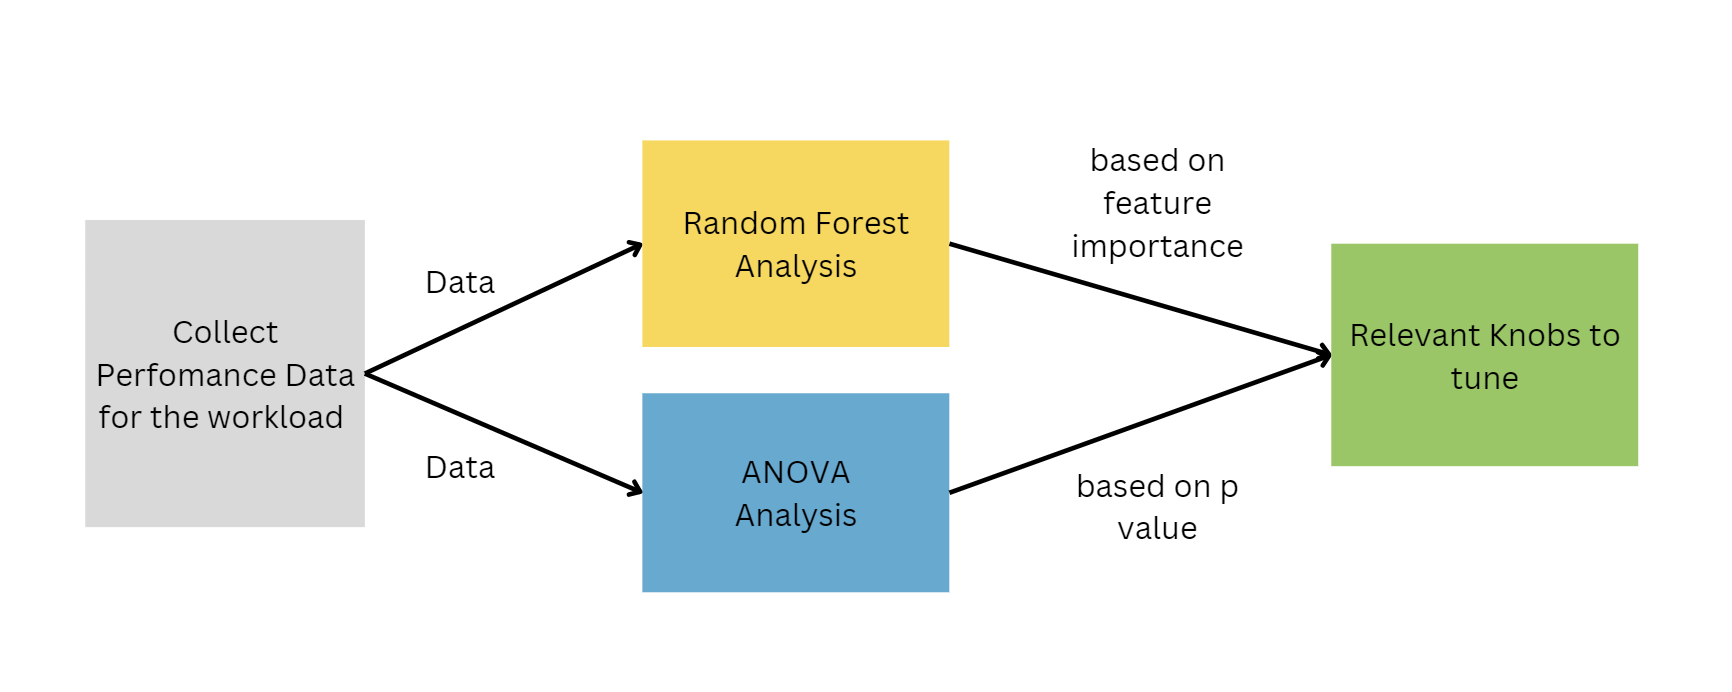 Collect
Perfomance Data
for the workload
Data
Data
Random Forest
Analysis
ANOVA
Analysis
based on
feature
importance
based on p
value
Relevant Knobs to
tune